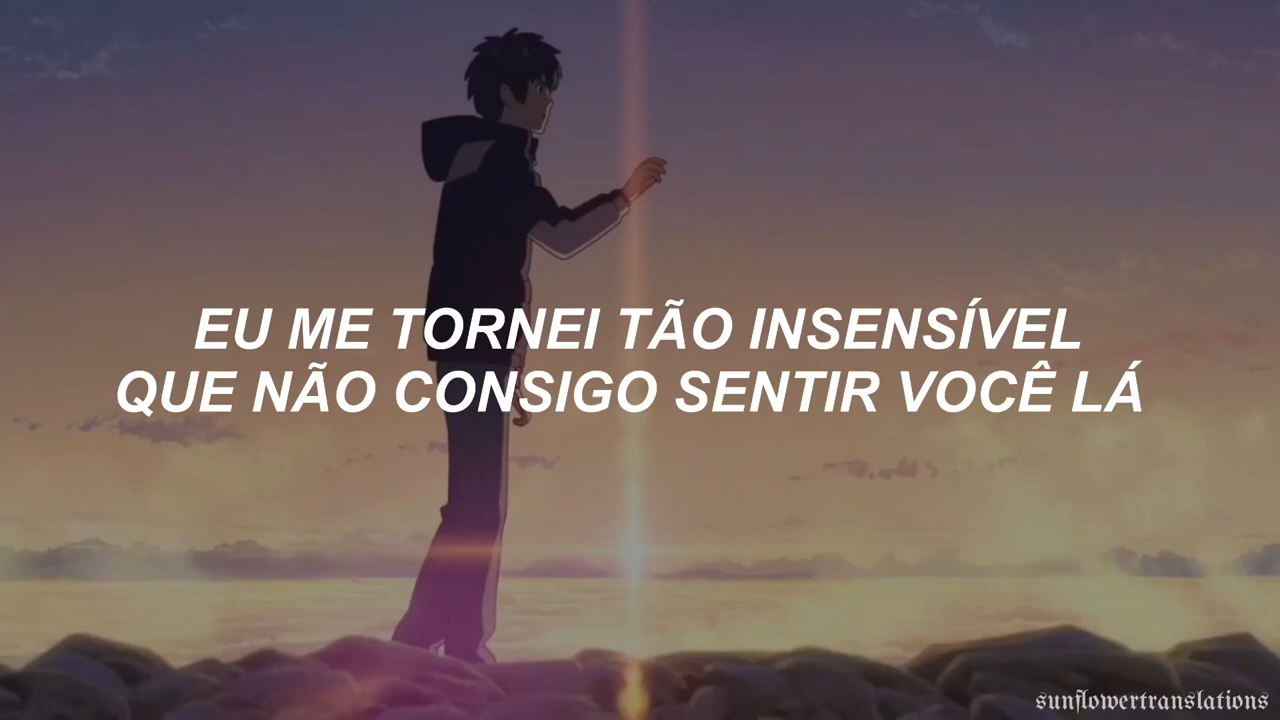 EU ME TORNEI TÃO INSENSÍVEL
QUE NÃO CONSIGO SENTIR VOCÊ LÁ
sunflowertranslations